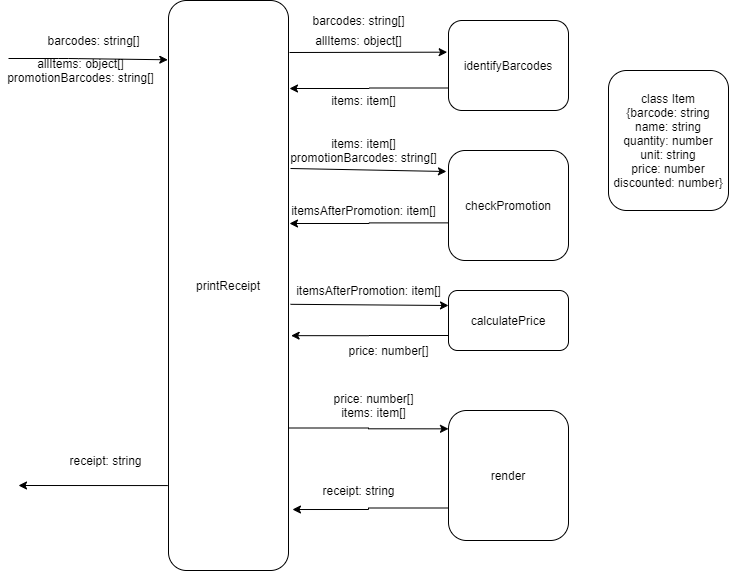 barcodes: string[]
allItems: object[]
promotionBarcodes: string[]
printReceipt
receipt: string
barcodes: string[]
allItems: object[]
identifyBarcodes
items: item[]
items: item[]
promotionBarcodes: string[]
checkPromotion
itemsAfterPromotion: item[]
itemsAfterPromotion: item[]
calculatePrice
price: number[]
price: number[]
items: item[]
render
receipt: string
class Item
{barcode: string
name: string
quantity: number
unit: string
price: number
discounted: number}